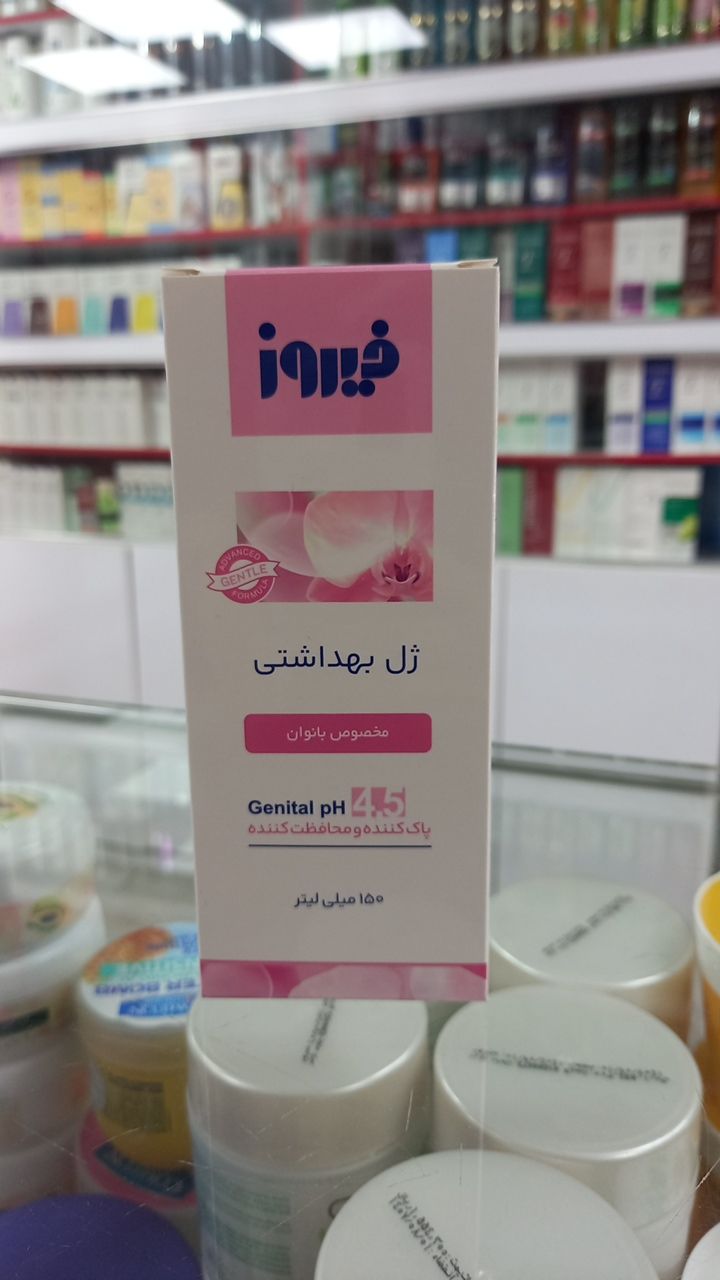 فیروز
ADVANCED
GENTLE
FORMULA
ژل بهداشتی
مخصوص بانوان
Genital pH 4.5
پاک‌کننده و محافظت‌کننده
۱۵۰ میلی لیتر